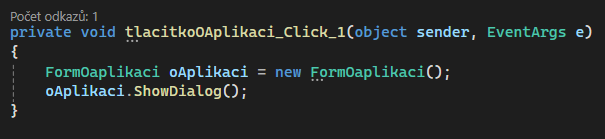 Počet odkazů: 1
private void tlacitkoOAplikaci_Click_1(object sender, EventArgs e)
{
    FormOaplikaci oAplikaci = new FormOaplikaci();
    oAplikaci.ShowDialog();
}